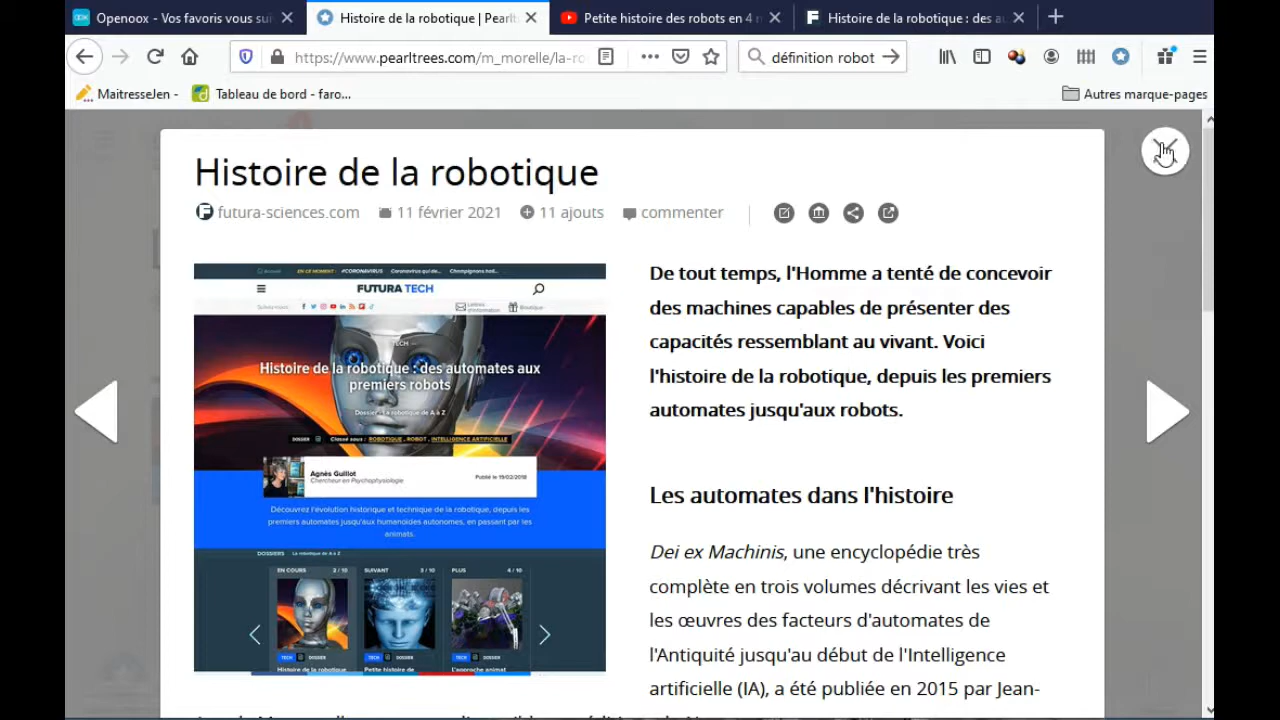 Openoox - Vos favoris vous sui
Histoire de la robotique | Pearltr
Petite histoire des robots en 4 n
Histoire de la robotique : des au
https://www.pearltrees.com/m_morelle/la-ro
définition robot
MaitresseJen -
Tableau de bord - faro...
Autres marque-pages
Histoire de la robotique
futura-sciences.com
11 février 2021
11 ajouts
commenter
De tout temps, l'Homme a tenté de concevoir
des machines capables de présenter des
capacités ressemblant au vivant. Voici
l'histoire de la robotique, depuis les premiers
automates jusqu'aux robots.
Les automates dans l'histoire
Dei ex Machinis, une encyclopédie très
complète en trois volumes décrivant les vies et
les œuvres des facteurs d'automates de
l'Antiquité jusqu'au début de l'Intelligence
artificielle (IA), a été publiée en 2015 par Jean-
Accueil
EN CE MOMENT : #CORONAVIRUS Coronavirus qui de... Champignons hall...
FUTURA TECH
Suivez-nous
Lettres d'information
Boutique
TECH
Histoire de la robotique : des automates aux
premiers robots
Dossier - La robotique de A à Z
DOSSIER Classé sous : ROBOTIQUE , ROBOT , INTELLIGENCE ARTIFICIELLE
Agnès Guillot
Chercheur en Psychophysiologie
Publié le 19/02/2018
Découvrez l'évolution historique et technique de la robotique, depuis les
premiers automates jusqu'aux humanoïdes autonomes, en passant par les
animats.
DOSSIERS La robotique de A à Z
EN COURS 2 / 10
SUIVANT 3 / 10
PLUS 4 / 10
TECH DOSSIER
TECH DOSSIER
TECH DOSSIER
Histoire de la robotique
Petite histoire de
L'approche animat